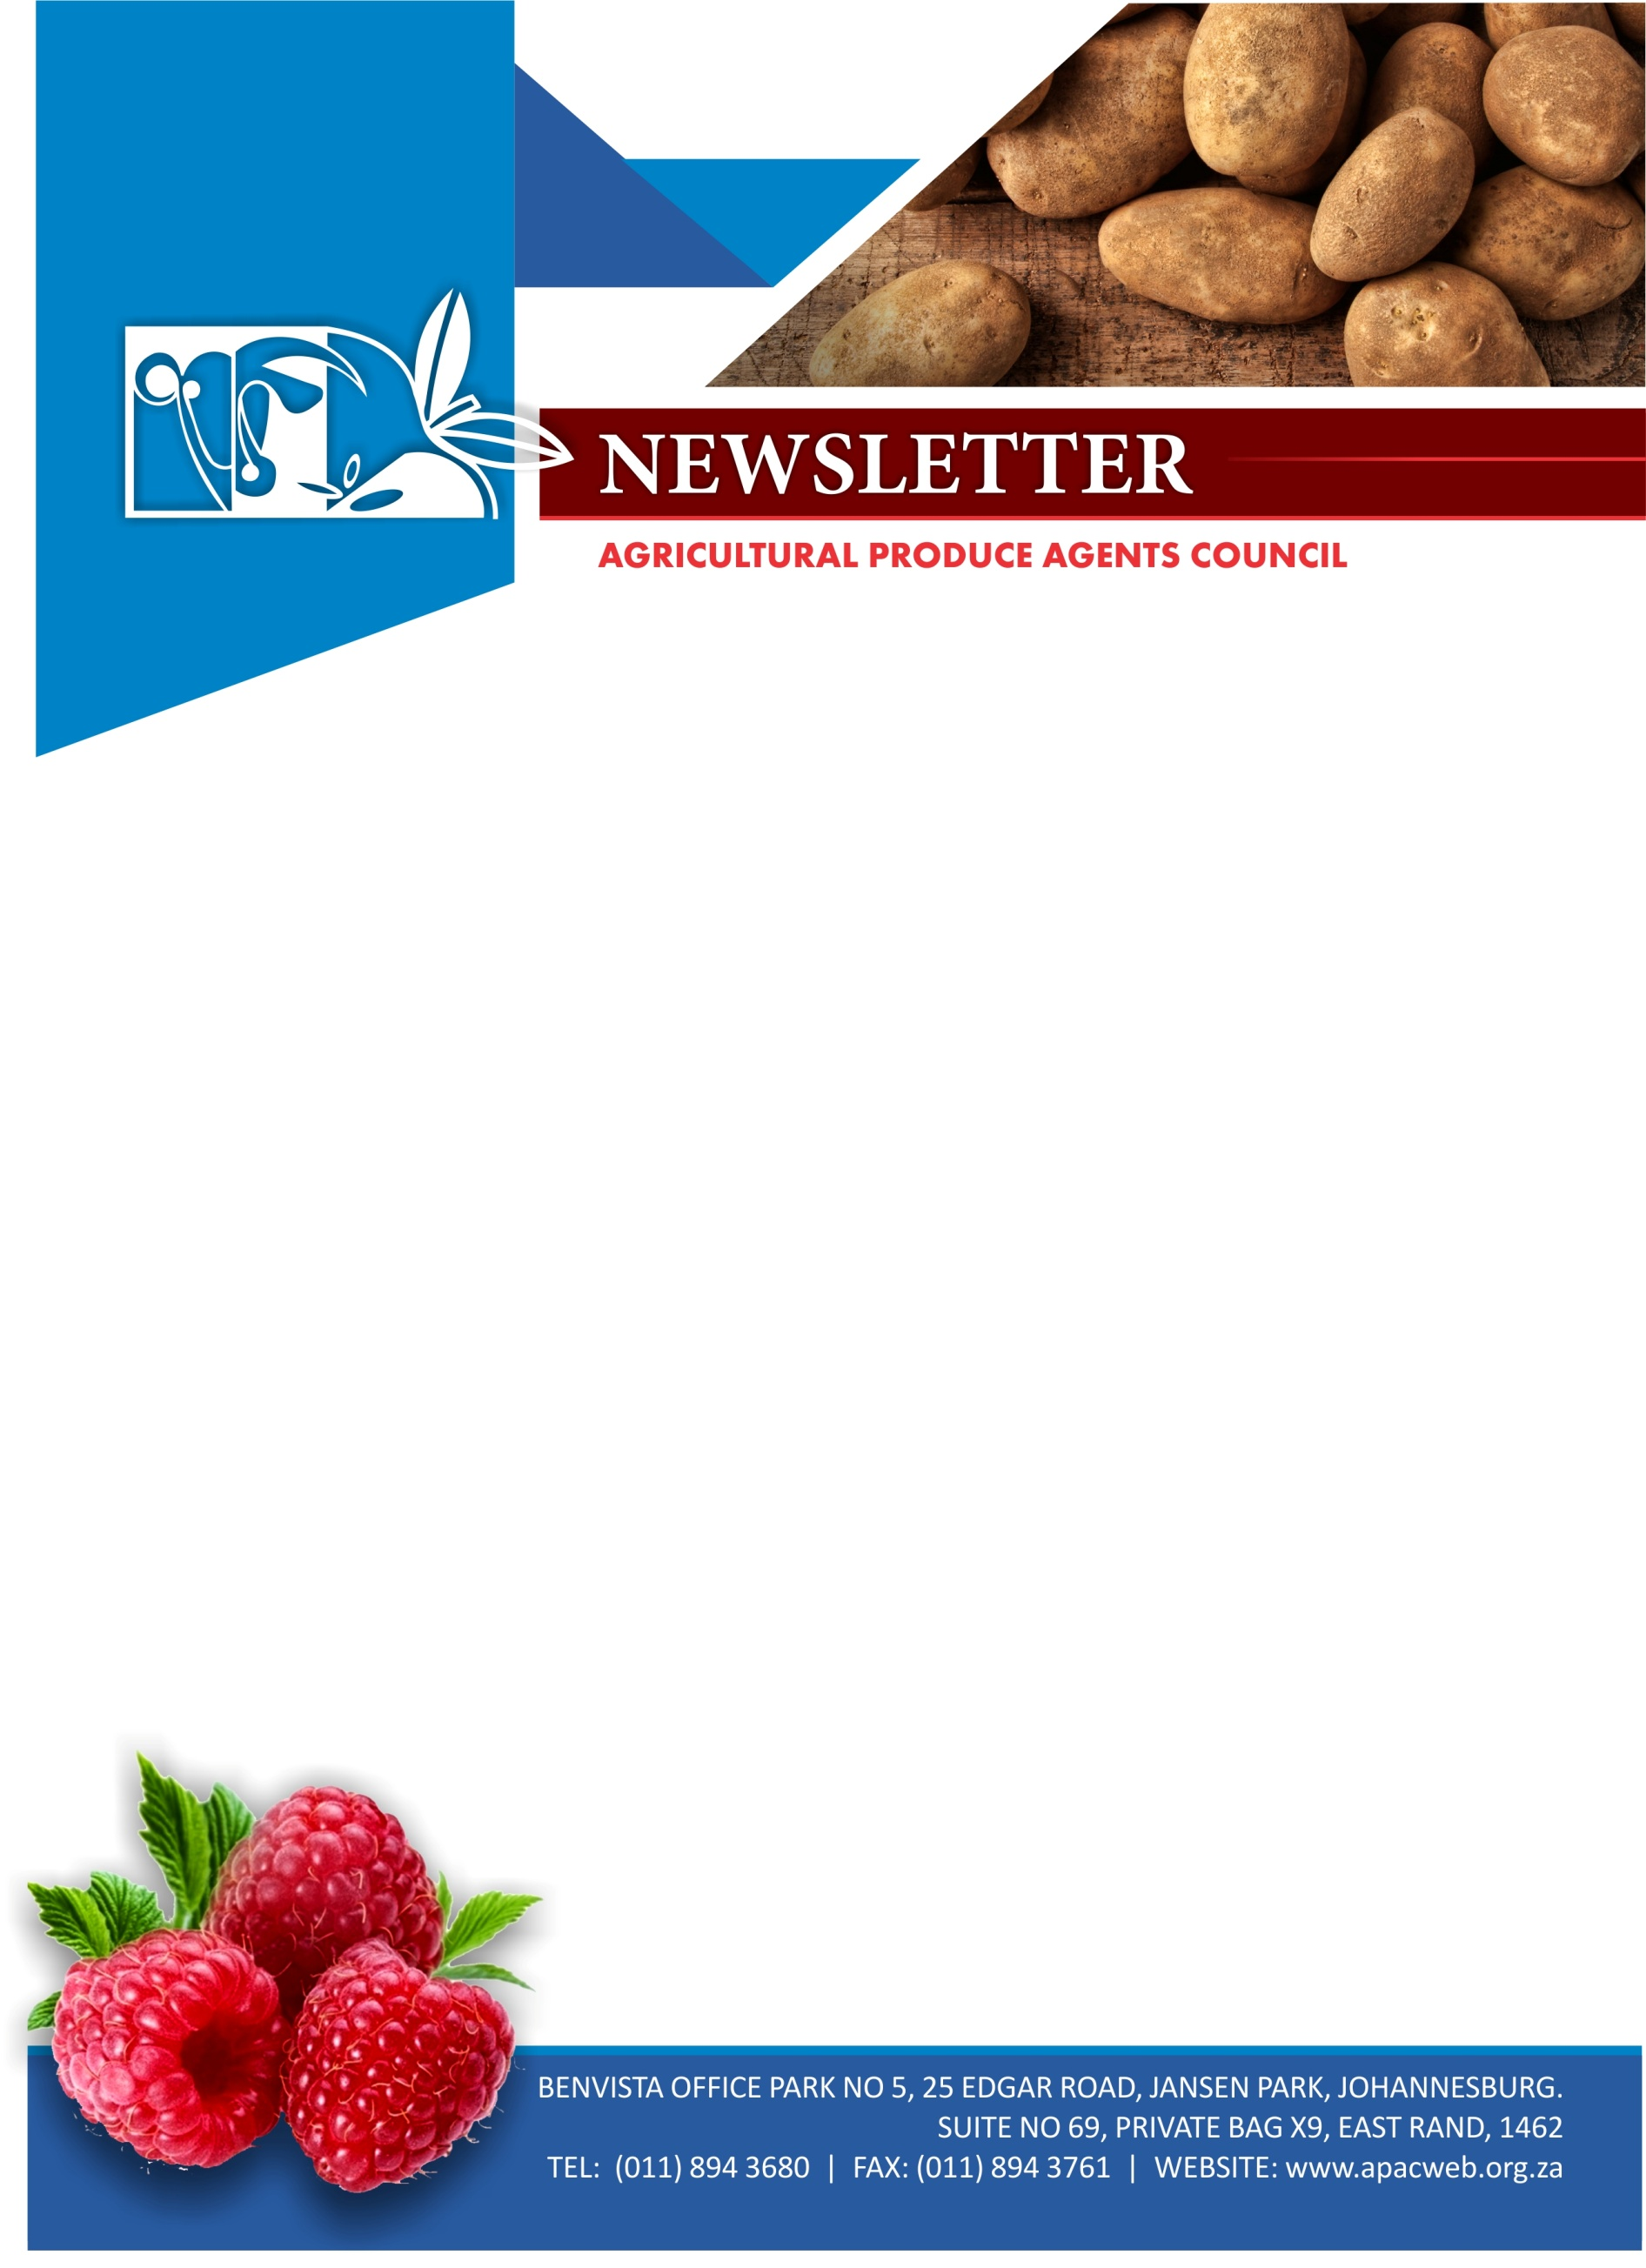 NEWSLETTER
AGRICULTURAL PRODUCE AGENTS COUNCIL
BENVISTA OFFICE PARK NO 5, 25 EDGAR ROAD, JANSEN PARK, JOHANNESBURG.
SUITE NO 69, PRIVATE BAG X9, EAST RAND, 1462
TEL: (011) 894 3680 | FAX: (011) 894 3761 | WEBSITE: www.apacweb.org.za